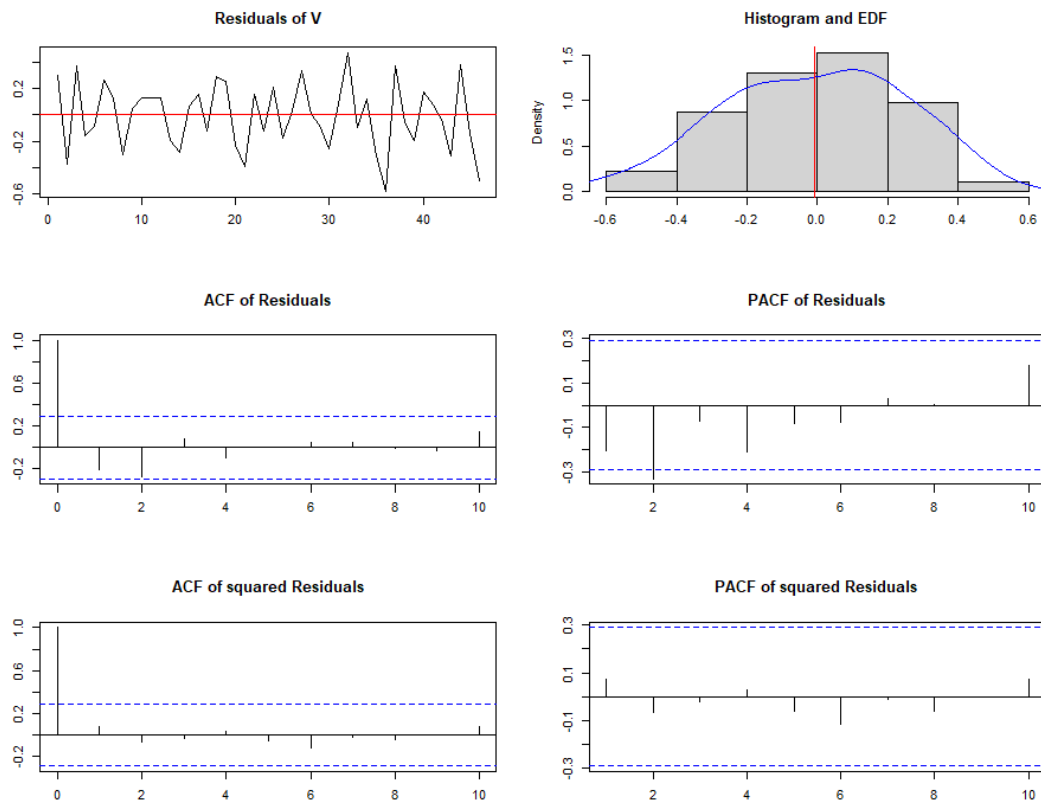 Residuals of V
0.2
-0.2
-0.6
0 10 20 30 40
Histogram and EDF
Density
1.5
1.0
0.5
0.0
-0.6 -0.4 -0.2 0.0 0.2 0.4 0.6
ACF of Residuals
1.0
0.6
0.2
-0.2
0 2 4 6 8 10
PACF of Residuals
0.3
0.1
-0.1
-0.3
2 4 6 8 10
ACF of squared Residuals
1.0
0.6
0.2
-0.2
0 2 4 6 8 10
PACF of squared Residuals
0.3
0.1
-0.1
-0.3
2 4 6 8 10